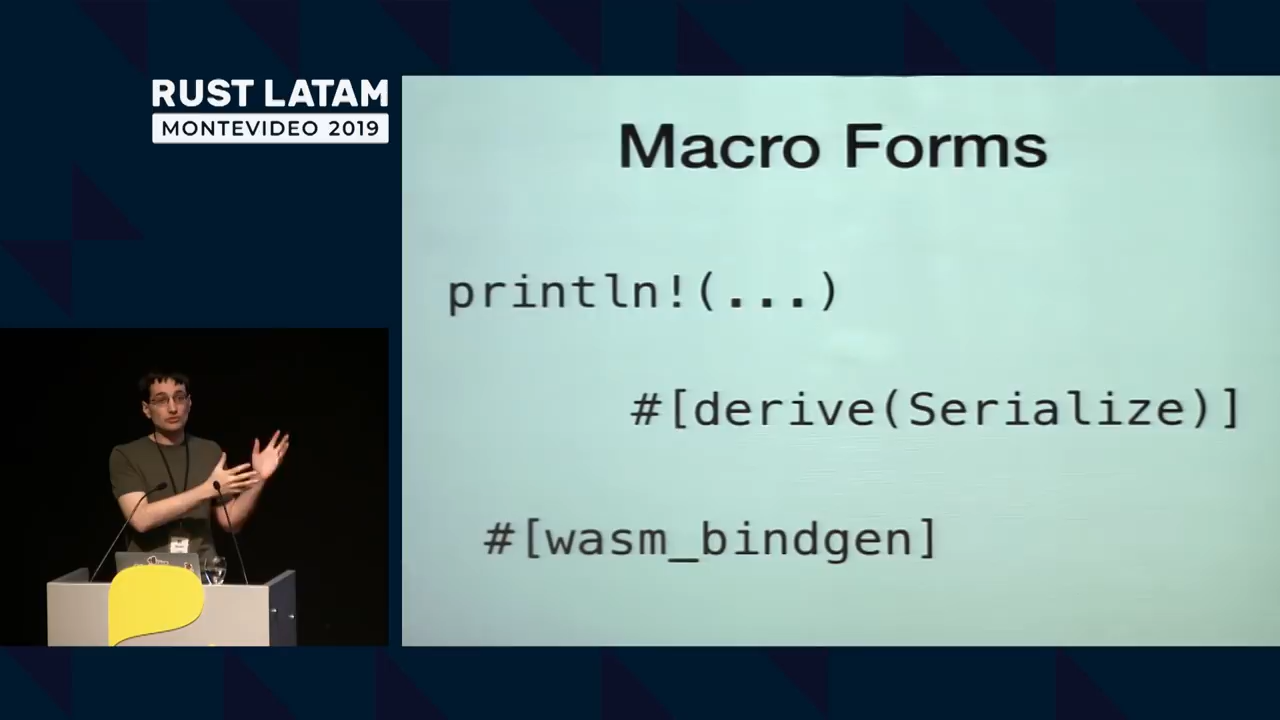 RUST LATAM
MONTEVIDEO 2019
Macro Forms
println!(...)
#[derive(Serialize)]
#[wasm_bindgen]